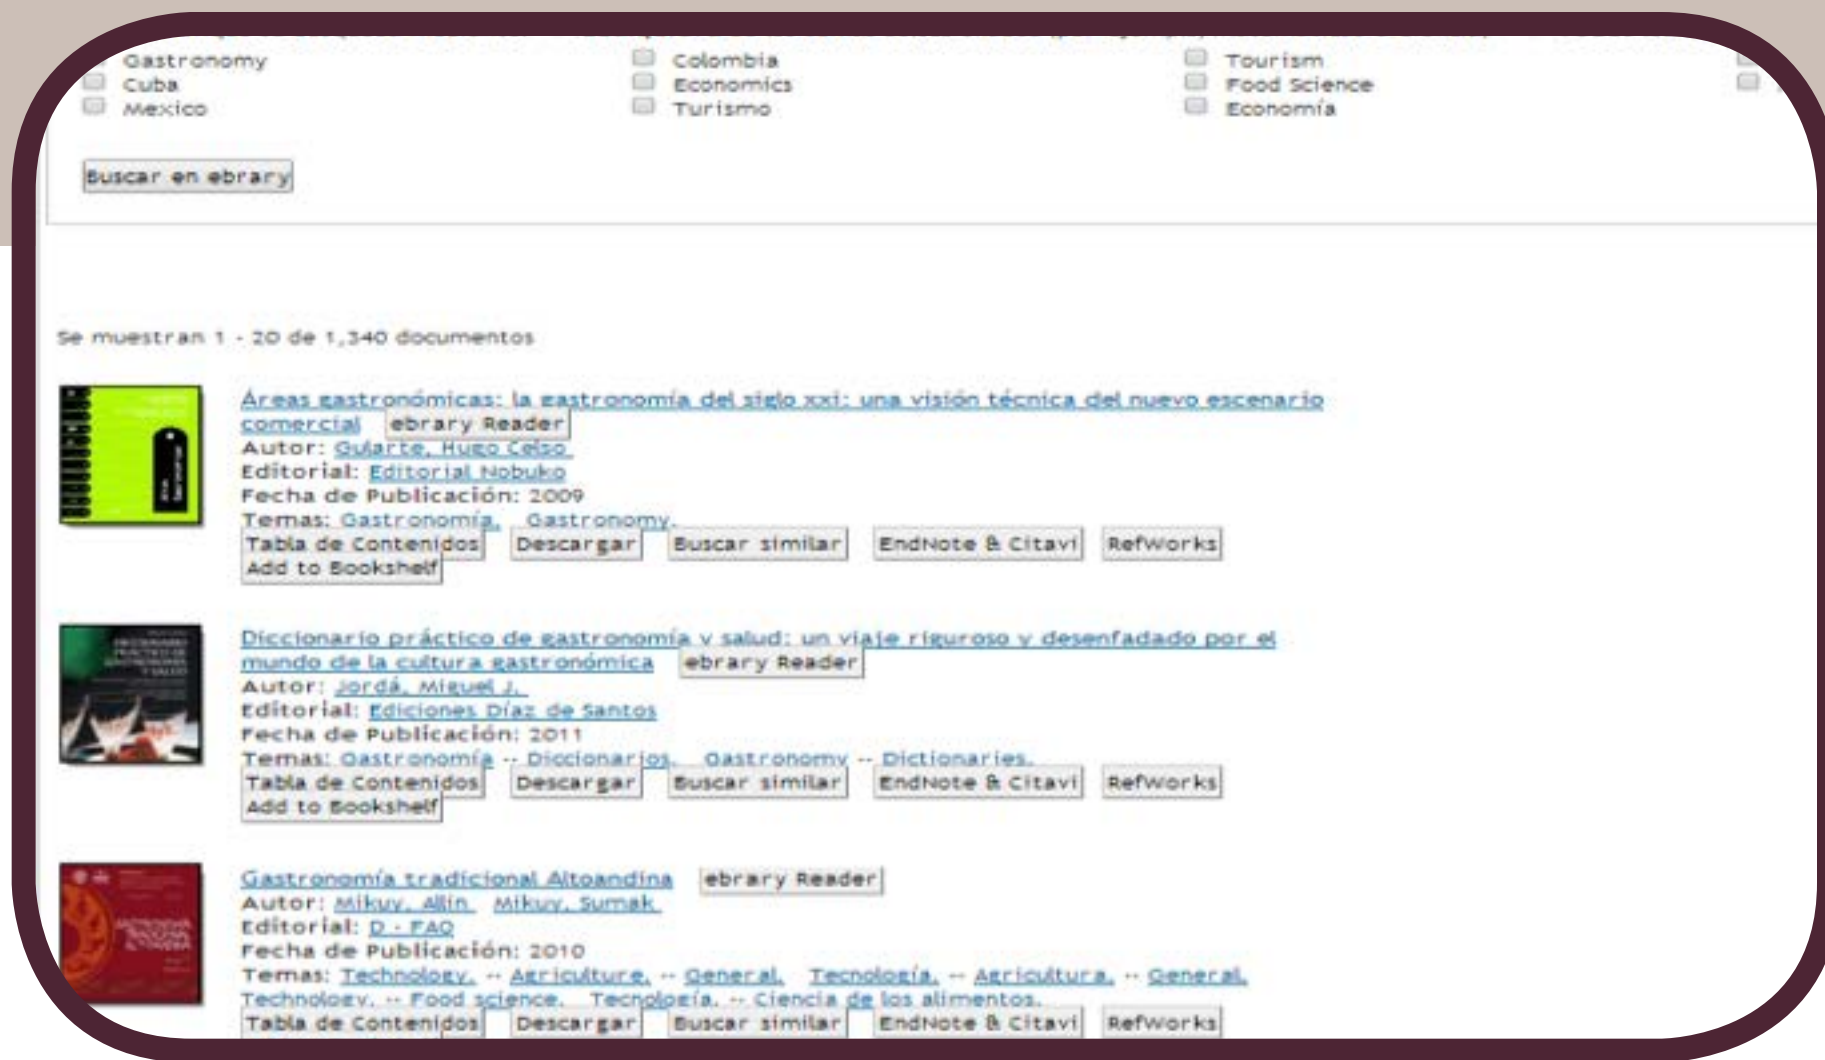 Gastronomy Colombia Tourism
Cuba Economics Food Science
Mexico Turismo Economía
Buscar en ebrary
Se muestran 1 - 20 de 1,340 documentos
Áreas gastronómicas: la gastronomía del siglo xxi: una visión técnica del nuevo escenario
comercial ebrary Reader
Autor: Gularte, Hugo Celso
Editorial: Editorial Nobuko
Fecha de Publicación: 2009
Temas: Gastronomía. Gastronomy.
Tabla de Contenidos Descargar Buscar similar EndNote & Citavi RefWorks
Add to Bookshelf
Diccionario práctico de gastronomía y salud: un viaje riguroso y desenfadado por el
mundo de la cultura gastronómica ebrary Reader
Autor: Jordá, Miguel J.
Editorial: Ediciones Díaz de Santos
Fecha de Publicación: 2011
Temas: Gastronomía -- Diccionarios. Gastronomy -- Dictionaries.
Tabla de Contenidos Descargar Buscar similar EndNote & Citavi RefWorks
Add to Bookshelf
Gastronomía tradicional Altoandina ebrary Reader
Autor: Mikuy, Allin Mikuy, Sumak
Editorial: D - FAO
Fecha de Publicación: 2010
Temas: Technology. -- Agriculture. -- General. Tecnología. -- Agricultura. -- General.
Technology. -- Food science. Tecnología. -- Ciencia de los alimentos.
Tabla de Contenidos Descargar Buscar similar EndNote & Citavi RefWorks